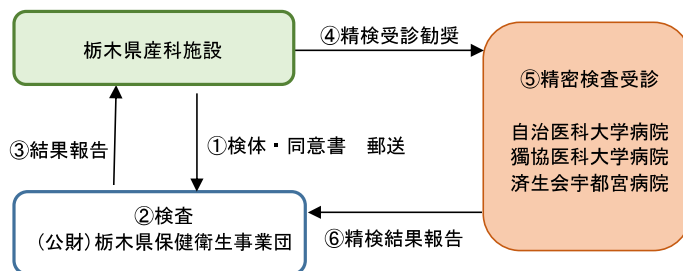 栃木県産科施設
④精検受診勧奨
⑤精密検査受診
自治医科大学病院
獨協医科大学病院
済生会宇都宮病院
③結果報告
①検体・同意書　郵送
②検査
(公財)栃木県保健衛生事業団
⑥精検結果報告